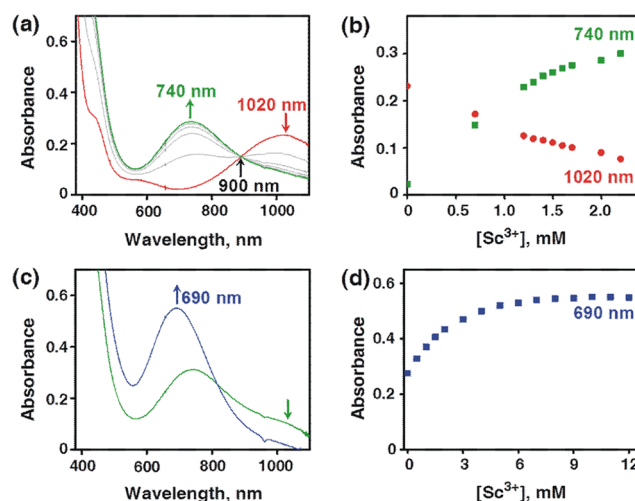 (a)
0.6
0.4
0.2
0
Absorbance
740 nm
1020 nm
900 nm
400 600 800 1000
Wavelength, nm
(b)
0.3
0.2
0.1
0
Absorbance
740 nm
1020 nm
0 0.5 1.0 1.5 2.0
[Sc³⁺], mM
(c)
0.6
0.4
0.2
0
Absorbance
690 nm
400 600 800 1000
Wavelength, nm
(d)
0.6
0.4
0.2
0
Absorbance
690 nm
0 3 6 9 12
[Sc³⁺], mM